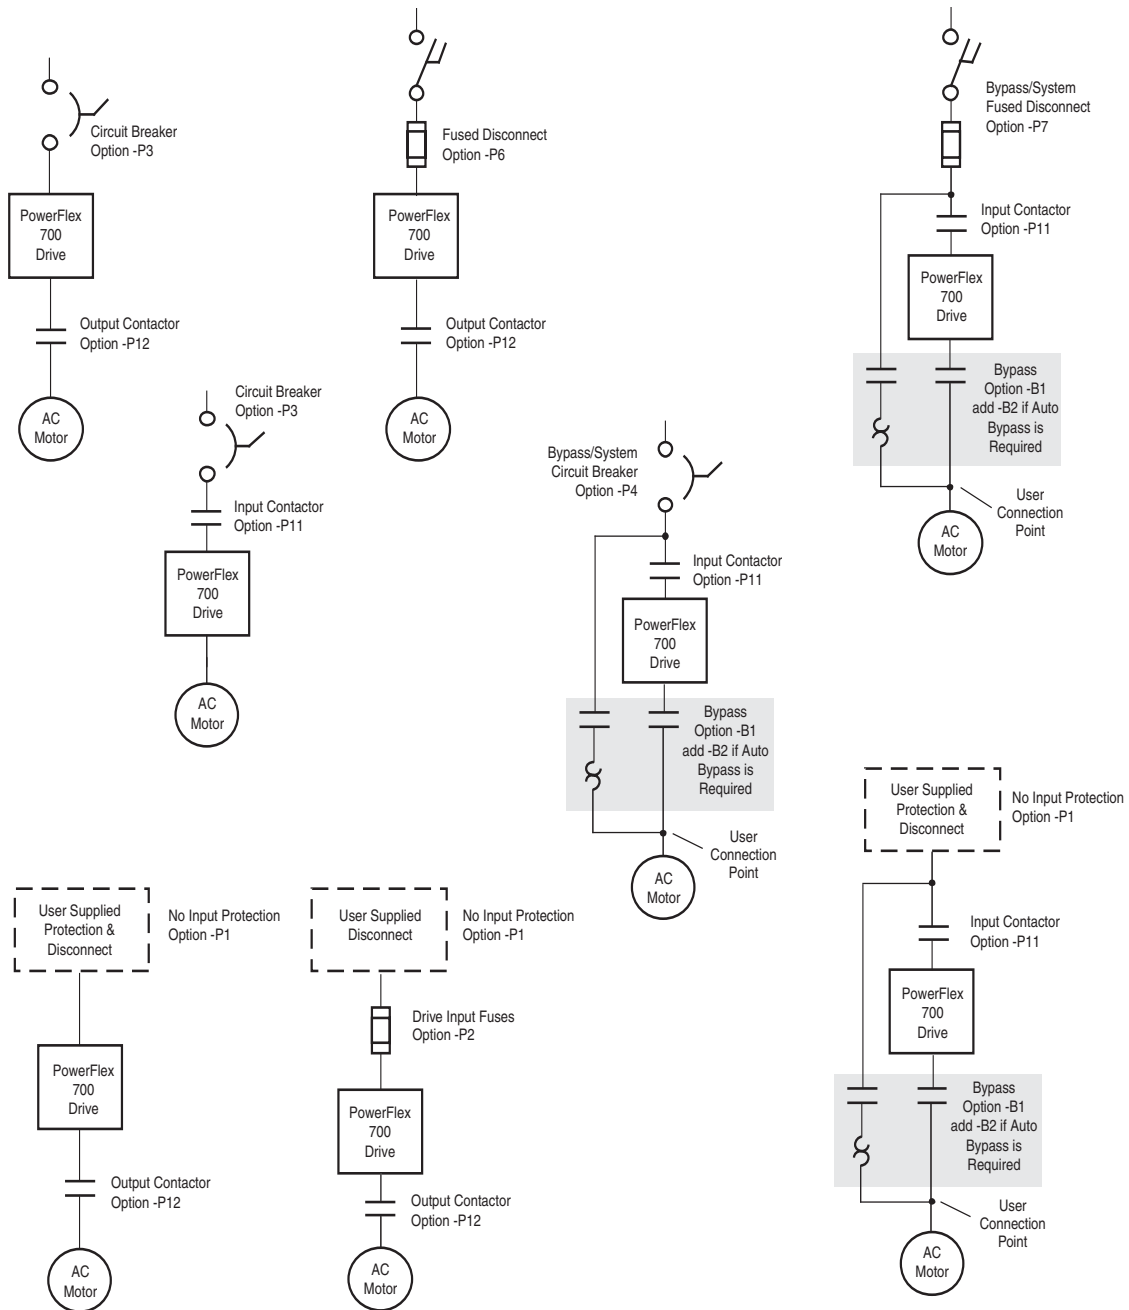 Circuit Breaker
Option -P3
PowerFlex
700
Drive
Output Contactor
Option -P12
AC
Motor
Fused Disconnect
Option -P6
PowerFlex
700
Drive
Output Contactor
Option -P12
AC
Motor
Bypass/System
Fused Disconnect
Option -P7
Input Contactor
Option -P11
PowerFlex
700
Drive
Bypass
Option -B1
add -B2 if Auto
Bypass is
Required
User
Connection
Point
AC
Motor
Circuit Breaker
Option -P3
Input Contactor
Option -P11
PowerFlex
700
Drive
AC
Motor
Bypass/System
Circuit Breaker
Option -P4
Input Contactor
Option -P11
PowerFlex
700
Drive
Bypass
Option -B1
add -B2 if Auto
Bypass is
Required
User
Connection
Point
AC
Motor
User Supplied
Protection &
Disconnect
No Input Protection
Option -P1
PowerFlex
700
Drive
Output Contactor
Option -P12
AC
Motor
User Supplied
Disconnect
No Input Protection
Option -P1
Drive Input Fuses
Option -P2
PowerFlex
700
Drive
Output Contactor
Option -P12
AC
Motor
User Supplied
Protection &
Disconnect
No Input Protection
Option -P1
Input Contactor
Option -P11
PowerFlex
700
Drive
Bypass
Option -B1
add -B2 if Auto
Bypass is
Required
User
Connection
Point
AC
Motor